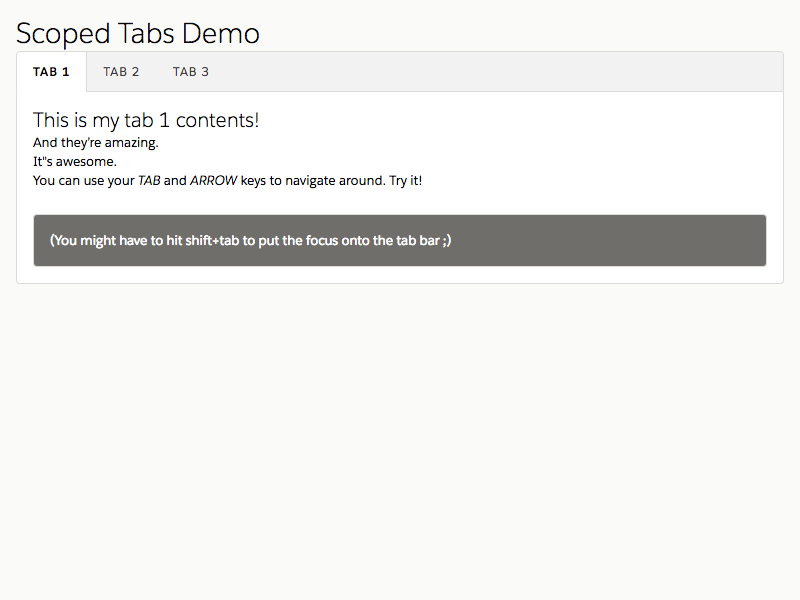 Scoped Tabs Demo
TAB 1 TAB 2 TAB 3
This is my tab 1 contents!
And they're amazing.
It"s awesome.
You can use your TAB and ARROW keys to navigate around. Try it!
(You might have to hit shift+tab to put the focus onto the tab bar ;)